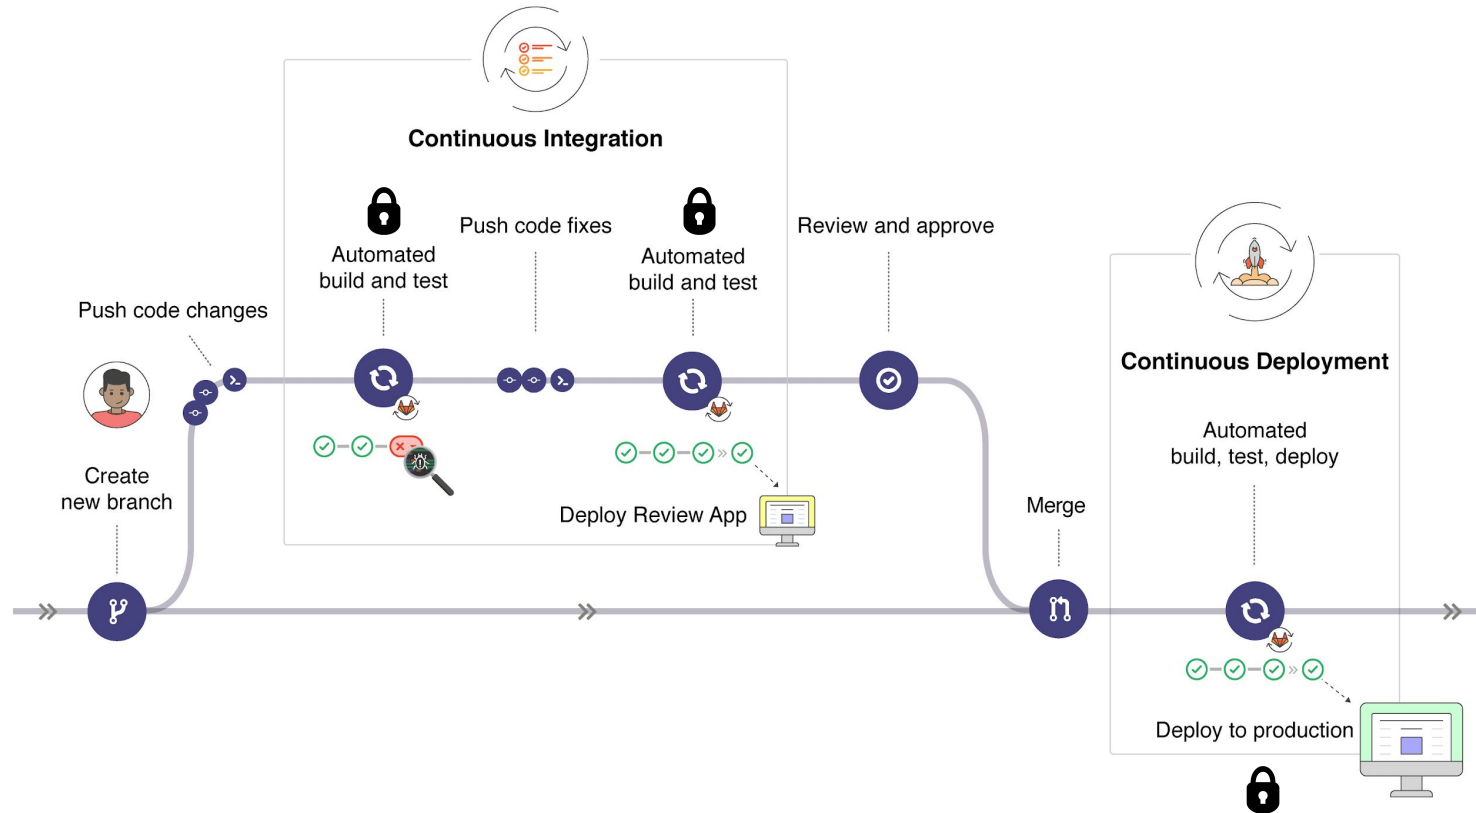 Continuous Integration
Push code fixes
Review and approve
Automated
build and test
Automated
build and test
Push code changes
Continuous Deployment
Automated
build, test, deploy
Create
new branch
Deploy Review App
Merge
Deploy to production